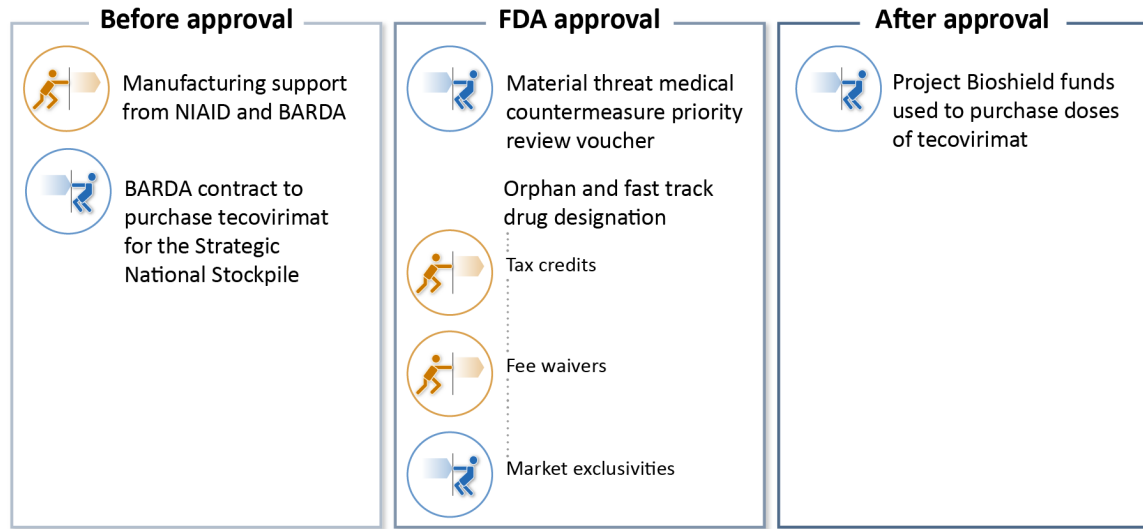 Before approval
Manufacturing support
from NIAID and BARDA
BARDA contract to
purchase tecovirimat
for the Strategic
National Stockpile
FDA approval
Material threat medical
countermeasure priority
review voucher
Orphan and fast track
drug designation
Tax credits
Fee waivers
Market exclusivities
After approval
Project Bioshield funds
used to purchase doses
of tecovirimat